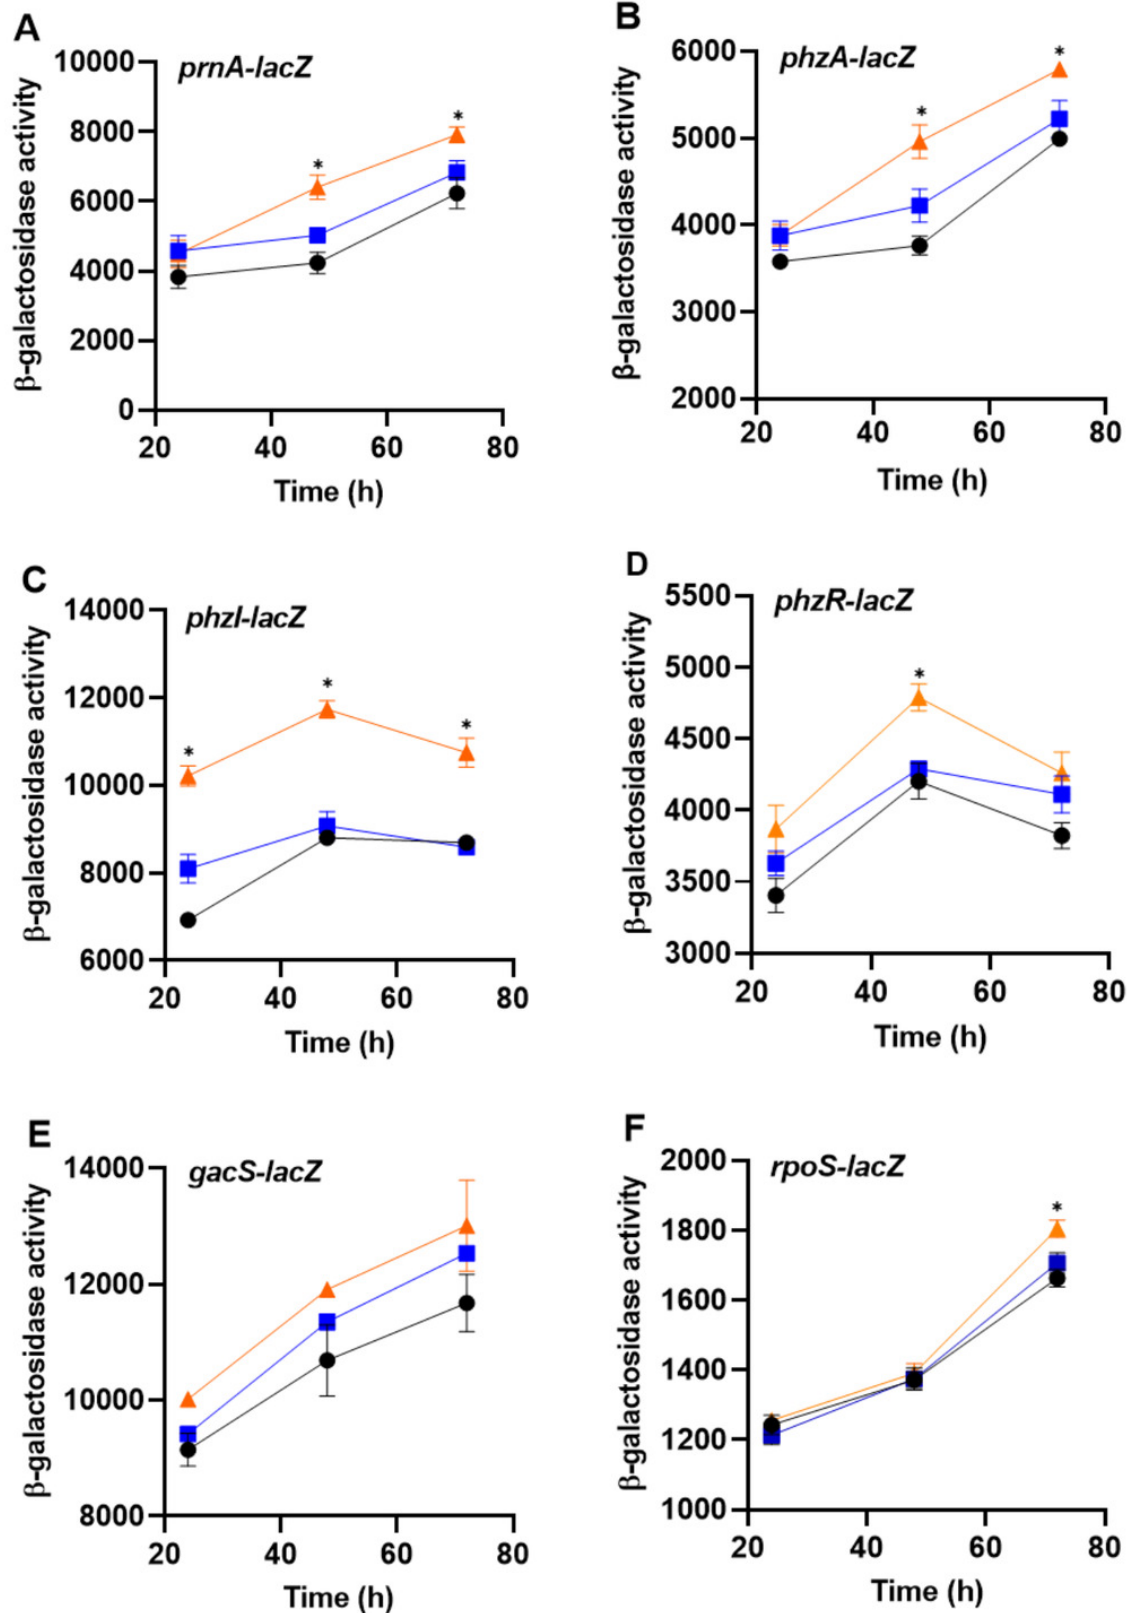 A
prnA-lacZ
β-galactosidase activity
10000
8000
6000
4000
2000
0
20 40 60 80
Time (h)
B
phzA-lacZ
β-galactosidase activity
6000
5000
4000
3000
2000
20 40 60 80
Time (h)
* *
* *
C
phzI-lacZ
β-galactosidase activity
14000
12000
10000
8000
6000
20 40 60 80
Time (h)
* * *
D
phzR-lacZ
β-galactosidase activity
5500
5000
4500
4000
3500
3000
20 40 60 80
Time (h)
*
E
gacS-lacZ
β-galactosidase activity
14000
12000
10000
8000
20 40 60 80
Time (h)
F
rpoS-lacZ
β-galactosidase activity
2000
1800
1600
1400
1200
1000
20 40 60 80
Time (h)
*